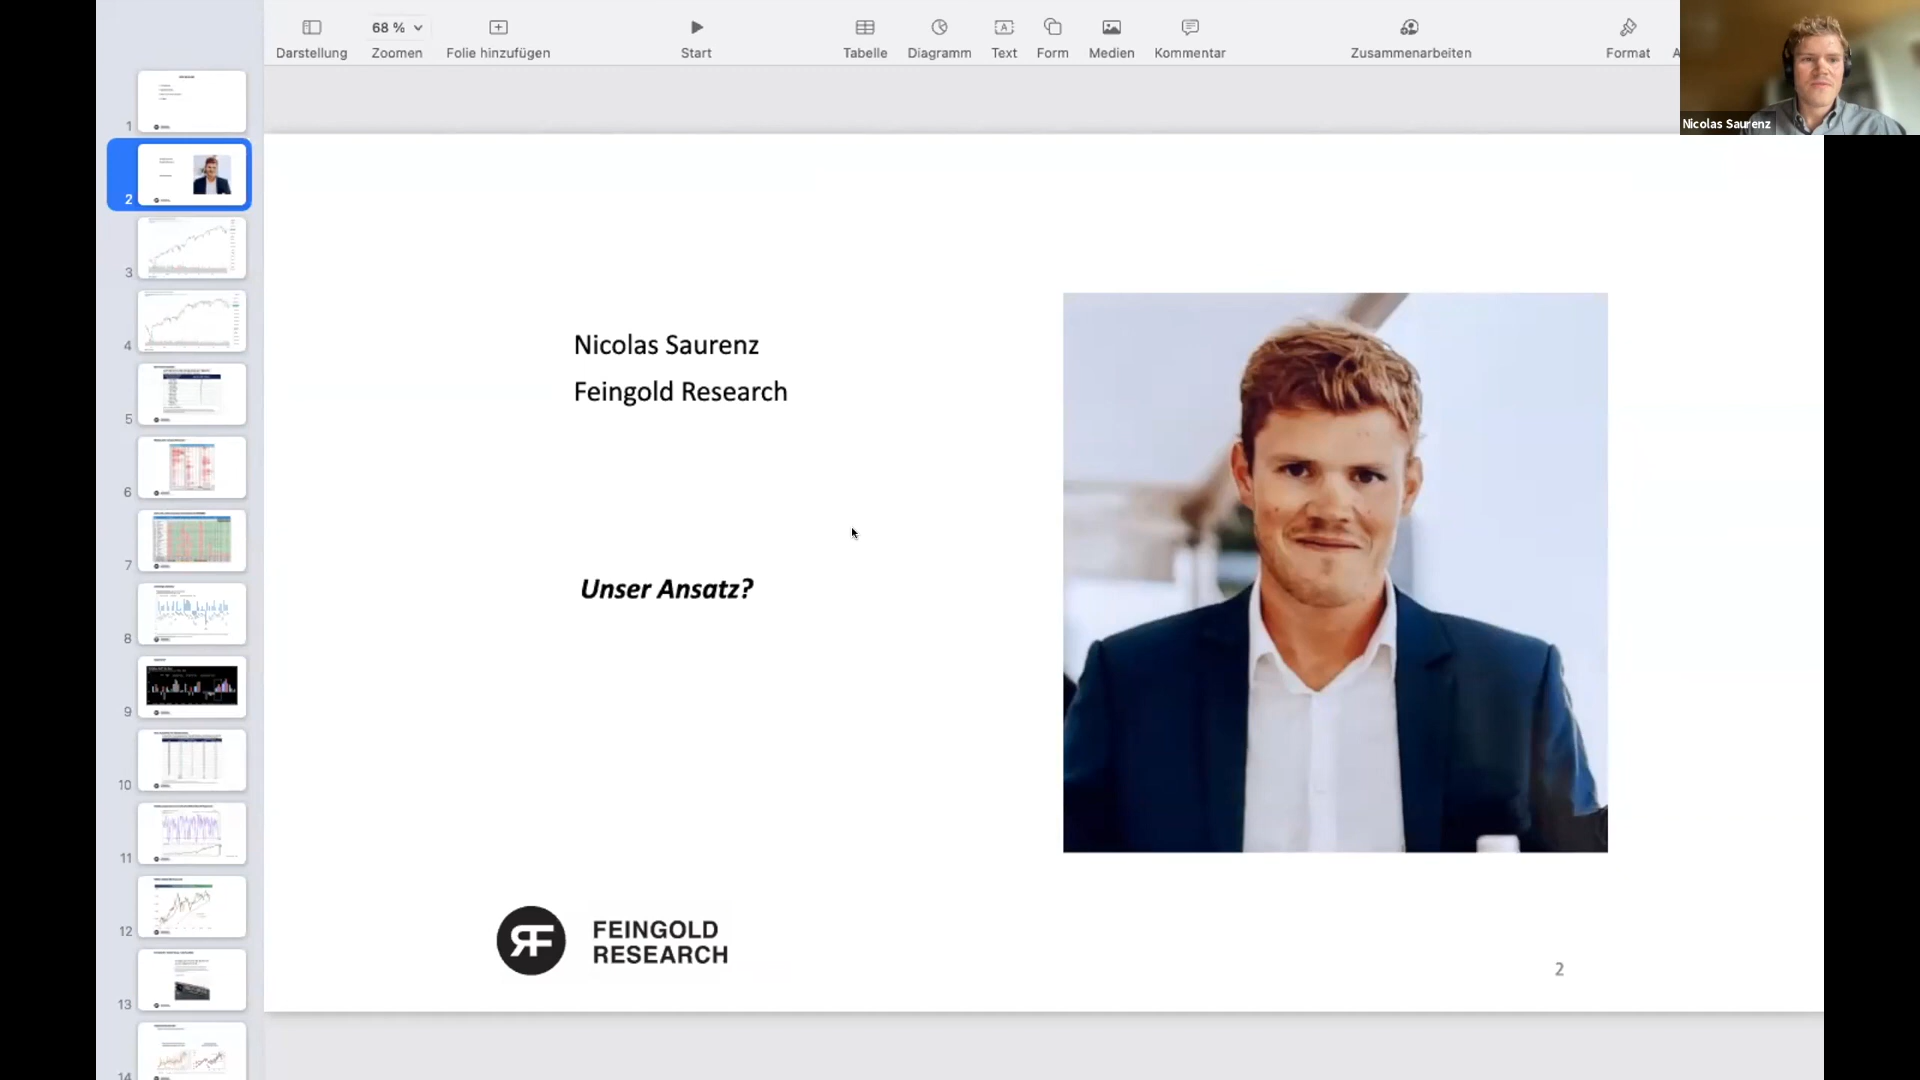 68 %
Darstellung
Zoomen
Folie hinzufügen
Start
Tabelle
Diagramm
Text
Form
Medien
Kommentar
Zusammenarbeiten
Format
A
Nicolas Saurenz
1
2
3
4
5
6
7
8
9
10
11
12
13
14
Nicolas Saurenz
Feingold Research
Unser Ansatz?
RF
FEINGOLD
RESEARCH
2